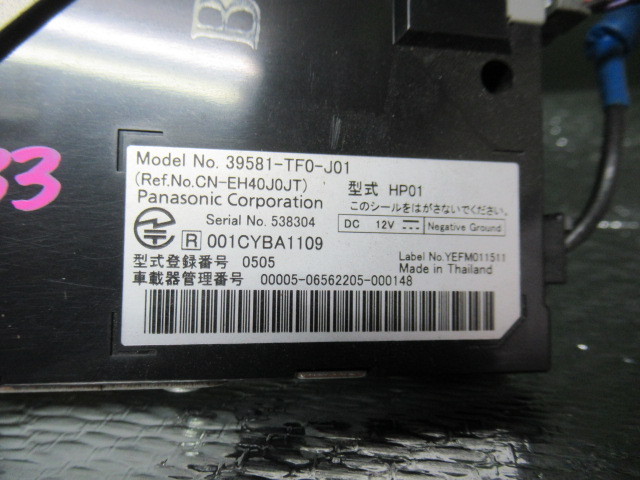 B
33
Model No. 39581-TF0-J01
(Ref.No.CN-EH40J0JT) 型式 HP01
Panasonic Corporation このシールをはがさないでください。
Serial No. 538304 DC 12V Negative Ground
R 001CYBA1109 Label No.YEFM011511
型式登録番号 0505 Made in Thailand
車載器管理番号 00005-06562205-000148